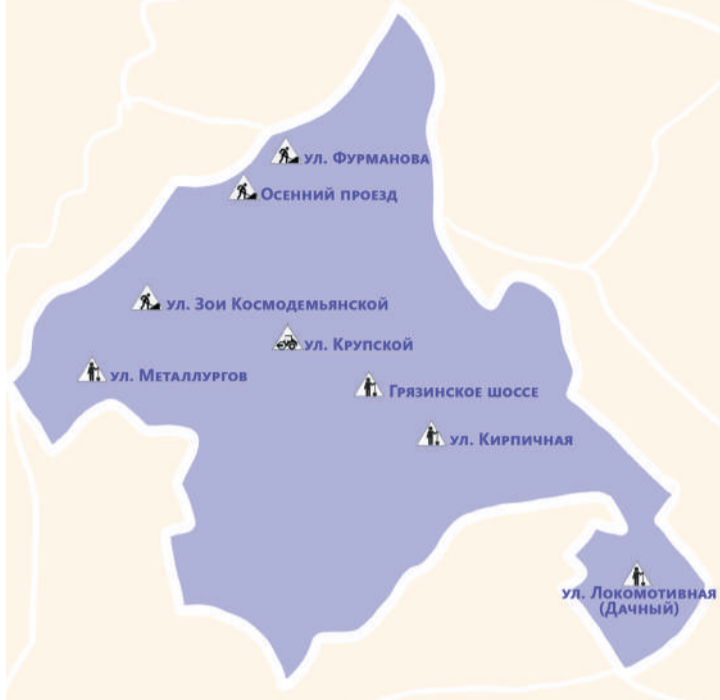 ул. Фурманова
Осенний проезд
ул. Зои Космодемьянской
ул. Крупской
ул. Металлургов
Грязинское шоссе
ул. Кирпичная
ул. Локомотивная
(Дачный)